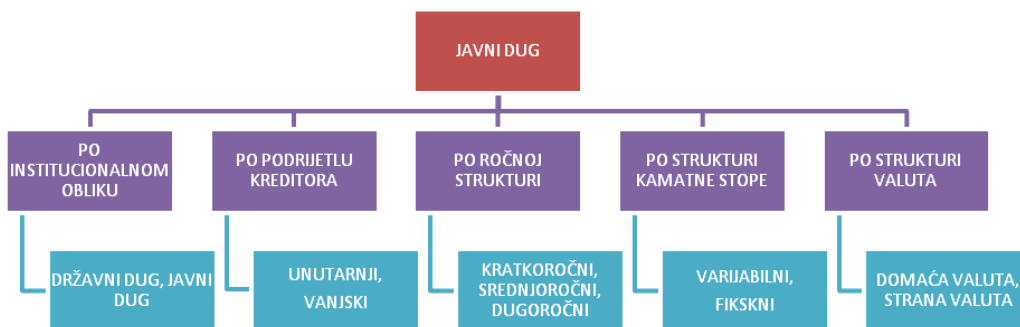 JAVNI DUG
PO
INSTITUCIONALNOM
OBLIKU
PO PODRIJETLU
KREDITORA
PO ROČNOJ
STRUKTURI
PO STRUKTURI
KAMATNE STOPE
PO STRUKTURI
VALUTA
DRŽAVNI DUG, JAVNI
DUG
UNUTARNJI,
VANJSKI
KRATKOROČNI,
SREDNJOROČNI,
DUGOROČNI
VARIJABILNI,
FIKSKNI
DOMAĆA VALUTA,
STRANA VALUTA